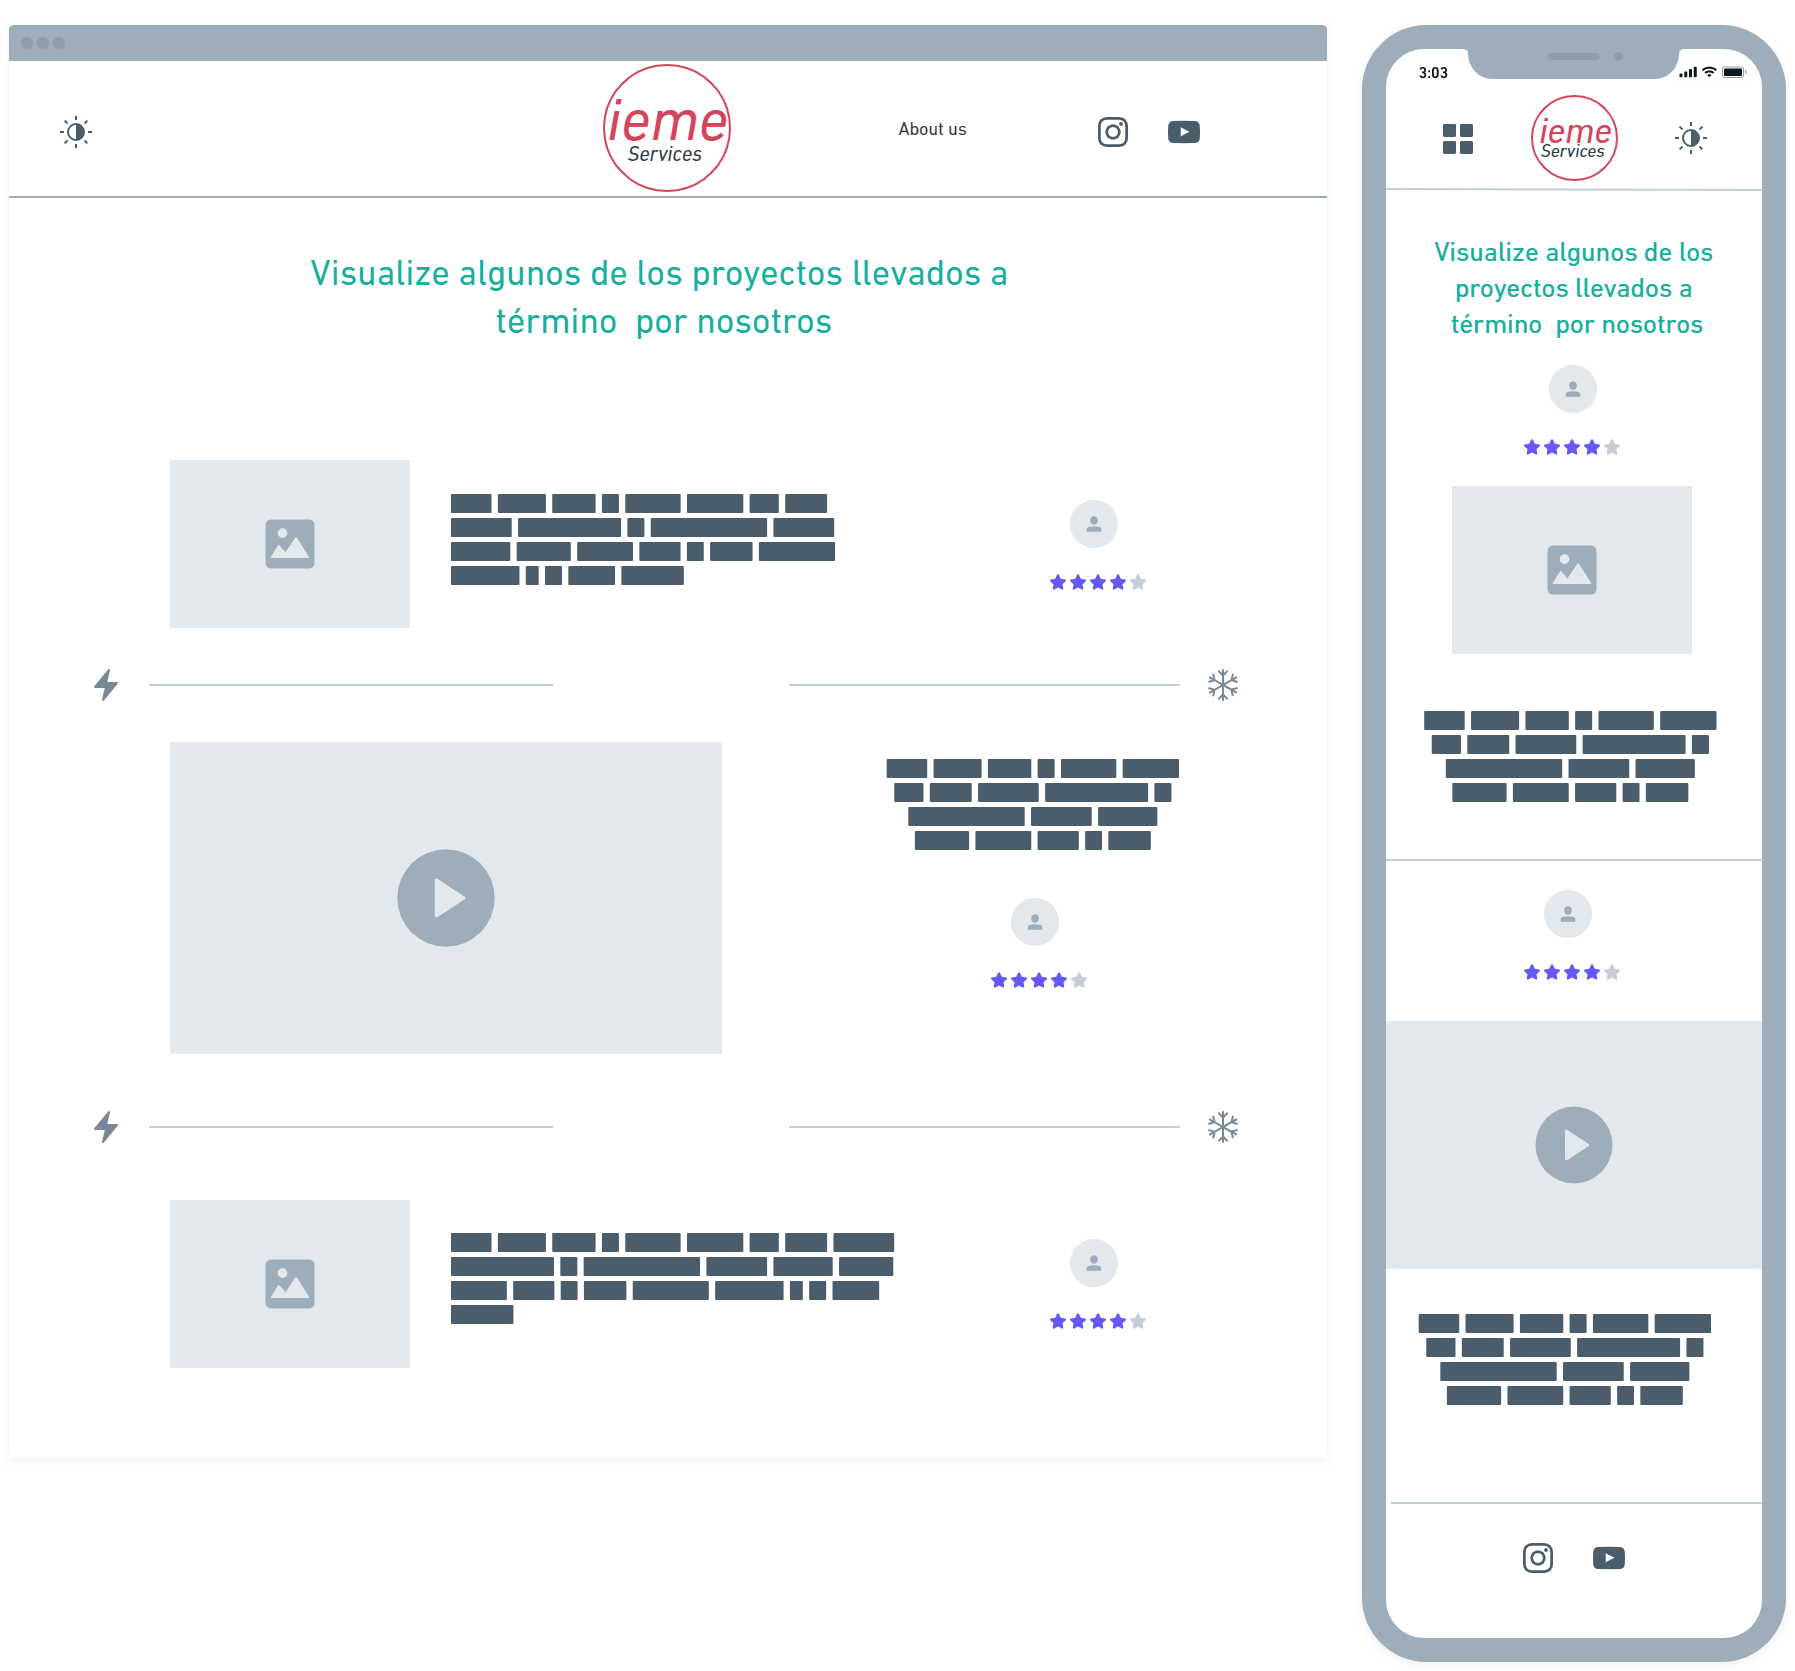 ieme
Services
About us
Visualize algunos de los proyectos llevados a
término  por nosotros
3:03
ieme
Services
Visualize algunos de los
proyectos llevados a
término  por nosotros